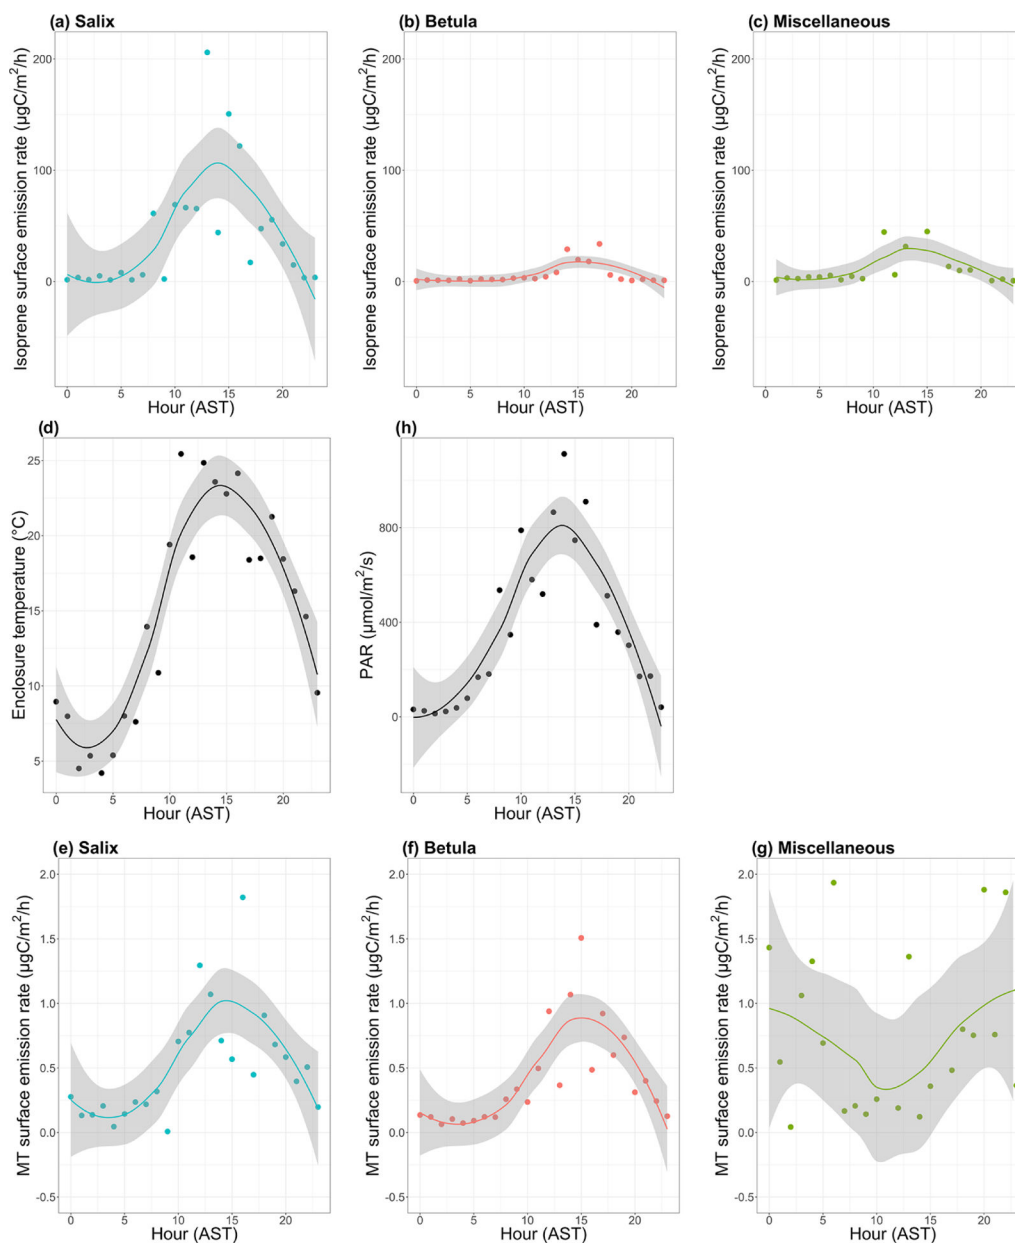 (a) Salix
(b) Betula
(c) Miscellaneous
Isoprene surface emission rate (µgC/m²/h)
200
100
0
0 5 10 15 20
Hour (AST)
Isoprene surface emission rate (µgC/m²/h)
200
100
0
0 5 10 15 20
Hour (AST)
Isoprene surface emission rate (µgC/m²/h)
200
100
0
0 5 10 15 20
Hour (AST)
(d)
(h)
Enclosure temperature (°C)
25
20
15
10
5
0 5 10 15 20
Hour (AST)
PAR (µmol/m²/s)
800
400
0
0 5 10 15 20
Hour (AST)
(e) Salix
(f) Betula
(g) Miscellaneous
MT surface emission rate (µgC/m²/h)
2.0
1.5
1.0
0.5
0.0
-0.5
0 5 10 15 20
Hour (AST)
MT surface emission rate (µgC/m²/h)
2.0
1.5
1.0
0.5
0.0
-0.5
0 5 10 15 20
Hour (AST)
MT surface emission rate (µgC/m²/h)
2.0
1.5
1.0
0.5
0.0
-0.5
0 5 10 15 20
Hour (AST)